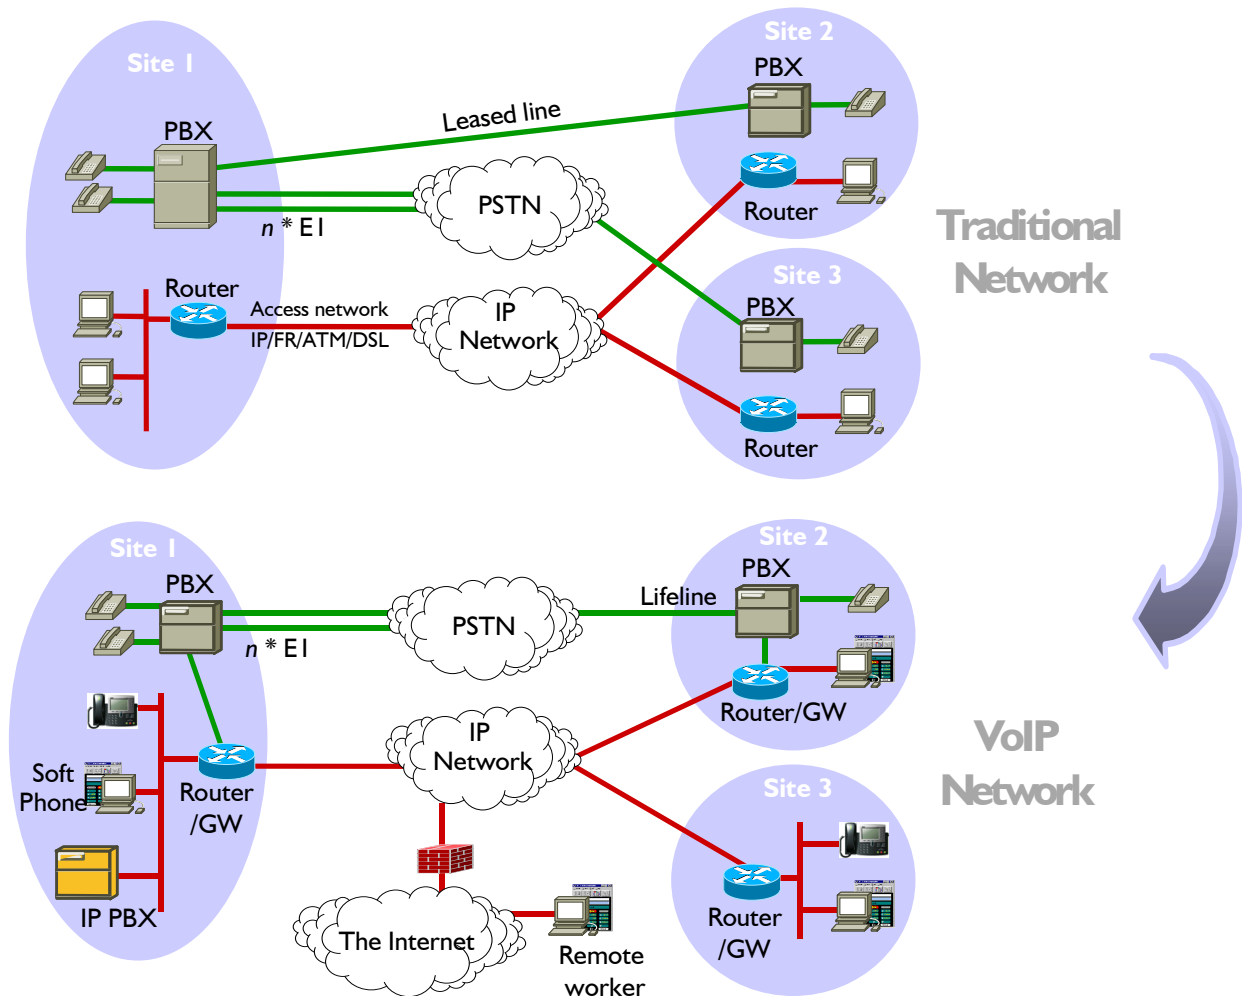 Site 1
PBX
n * E1
Leased line
PSTN
Site 2
PBX
Router
Router
Access network
IP/FR/ATM/DSL
IP
Network
Site 3
PBX
Router
Traditional
Network
Site 1
PBX
n * E1
PSTN
Lifeline
Site 2
PBX
Router/GW
Soft
Phone
Router
/GW
IP PBX
IP
Network
The Internet
Remote
worker
Site 3
Router
/GW
VoIP
Network